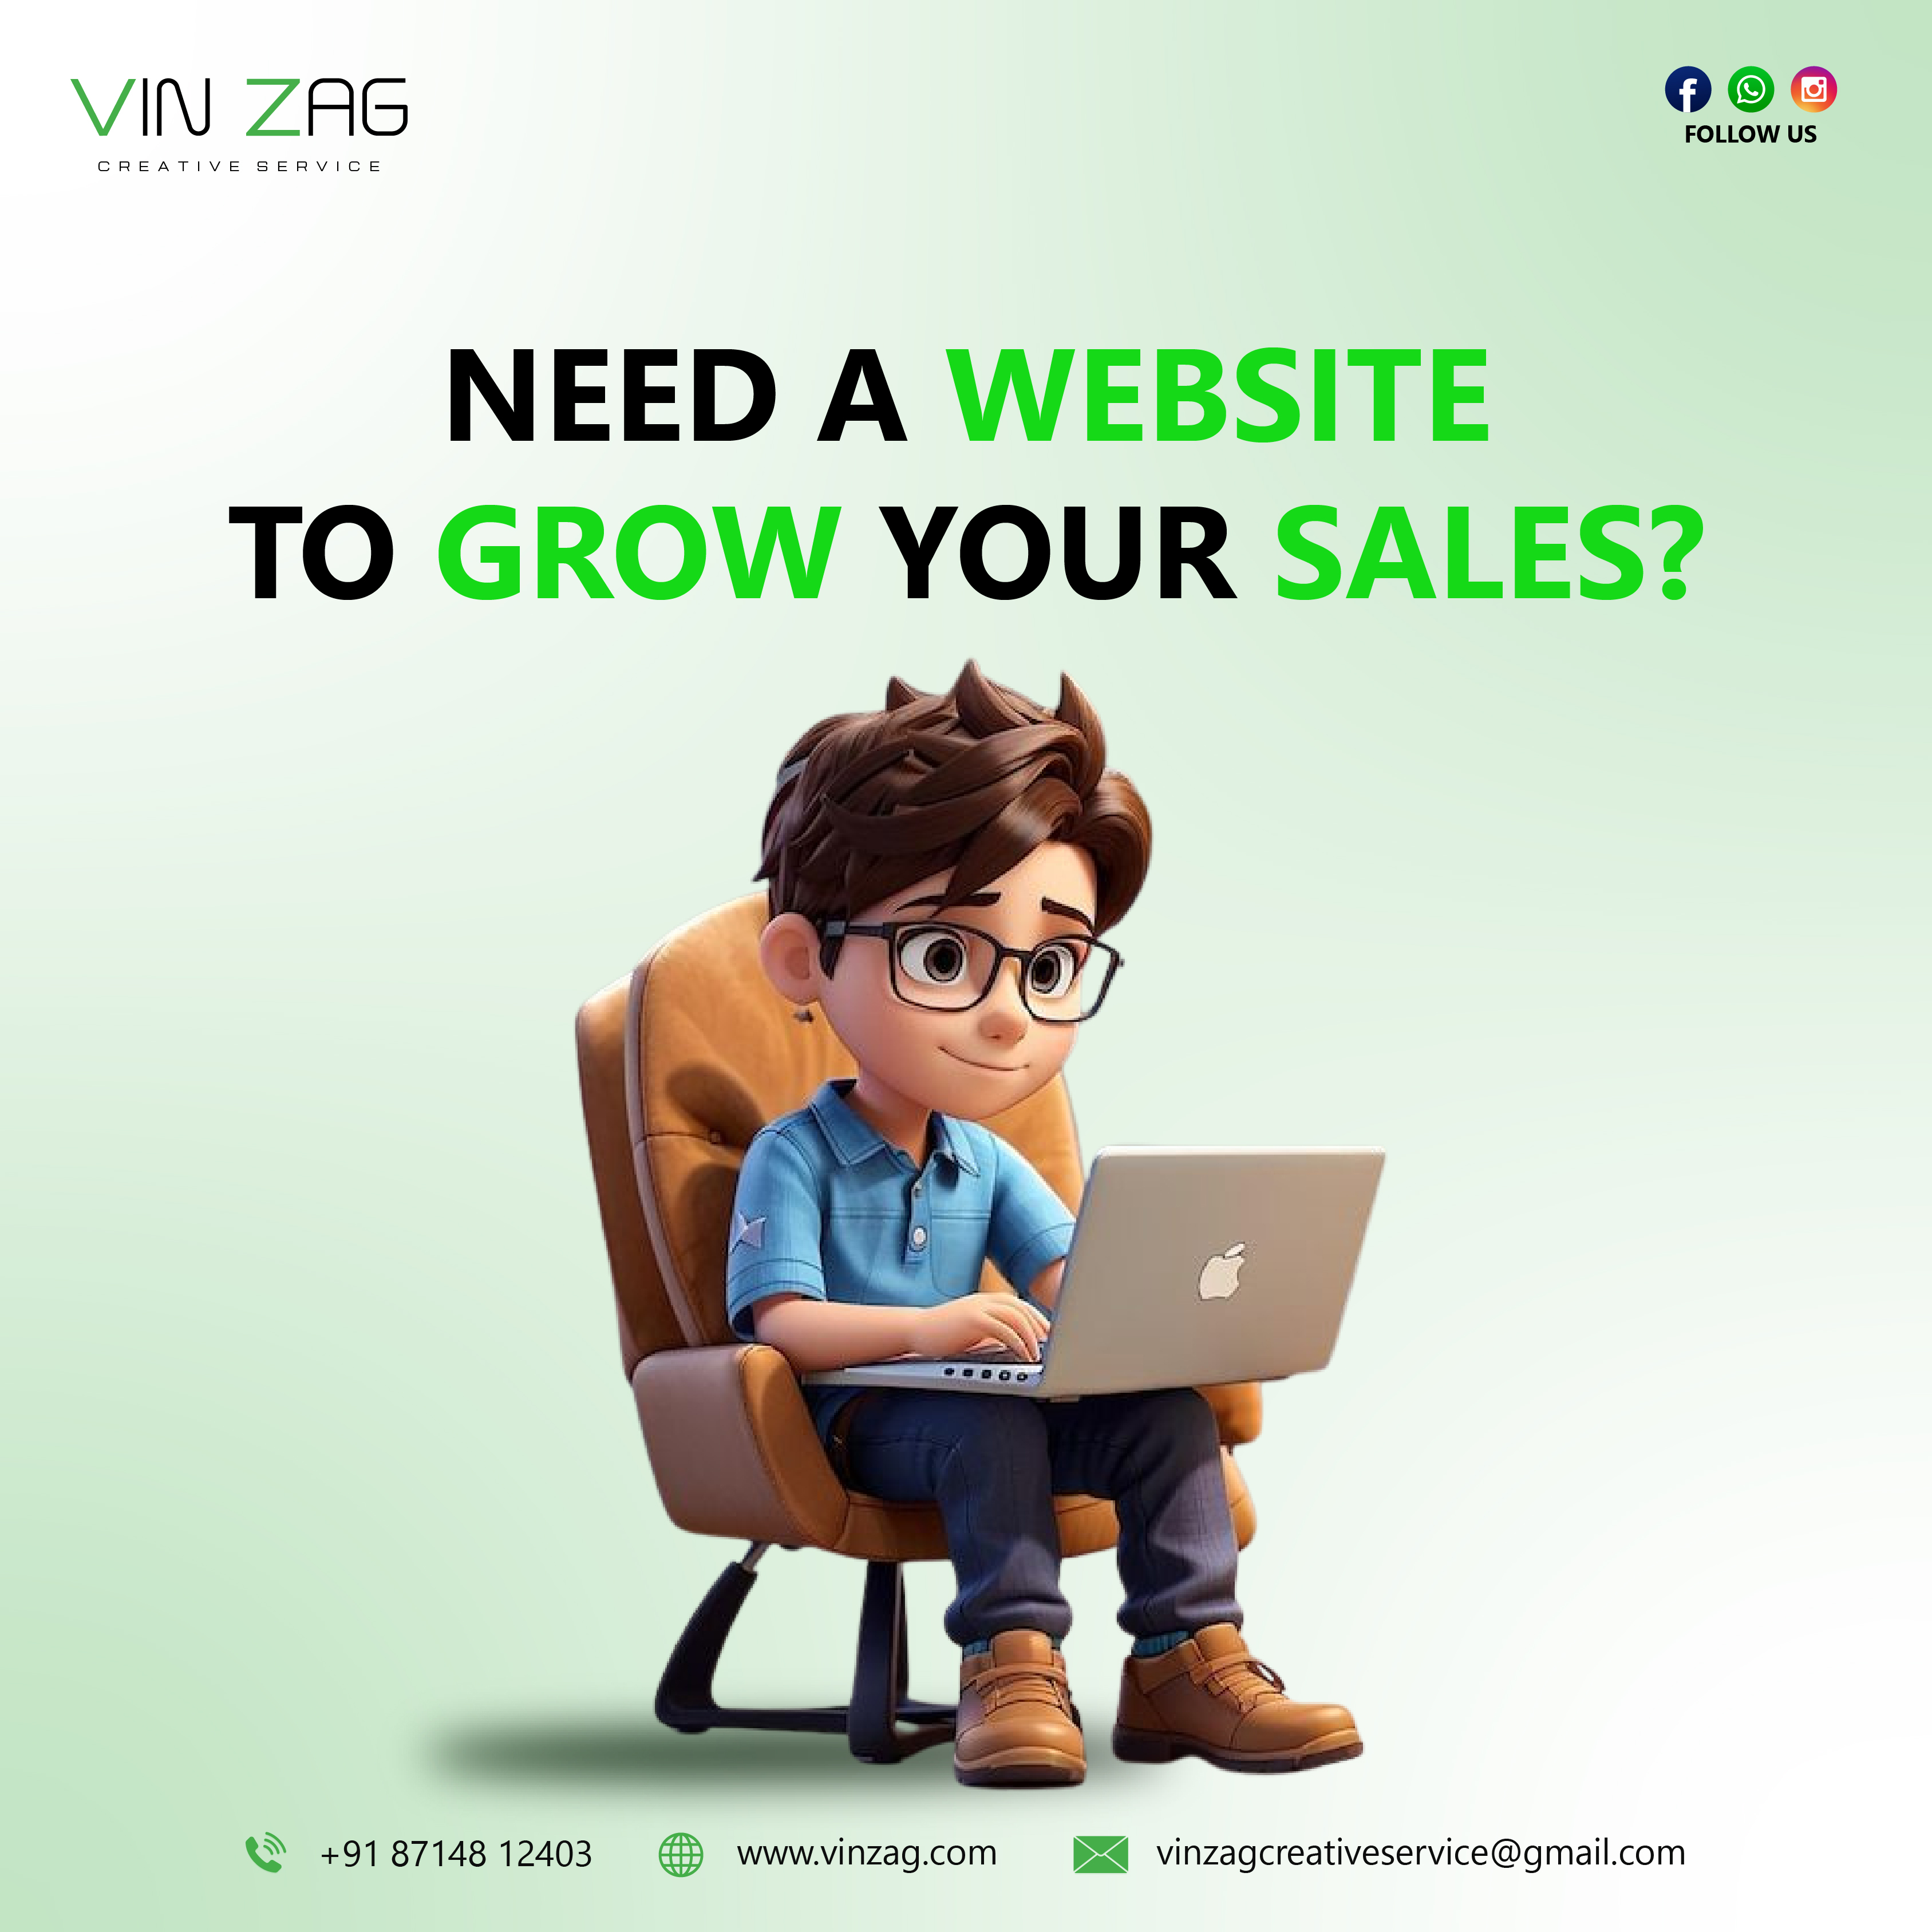 VIN ZAG
CREATIVE SERVICE
FOLLOW US
NEED A WEBSITE
TO GROW YOUR SALES?
+91 87148 12403
www.vinzag.com
vinzagcreativeservice@gmail.com